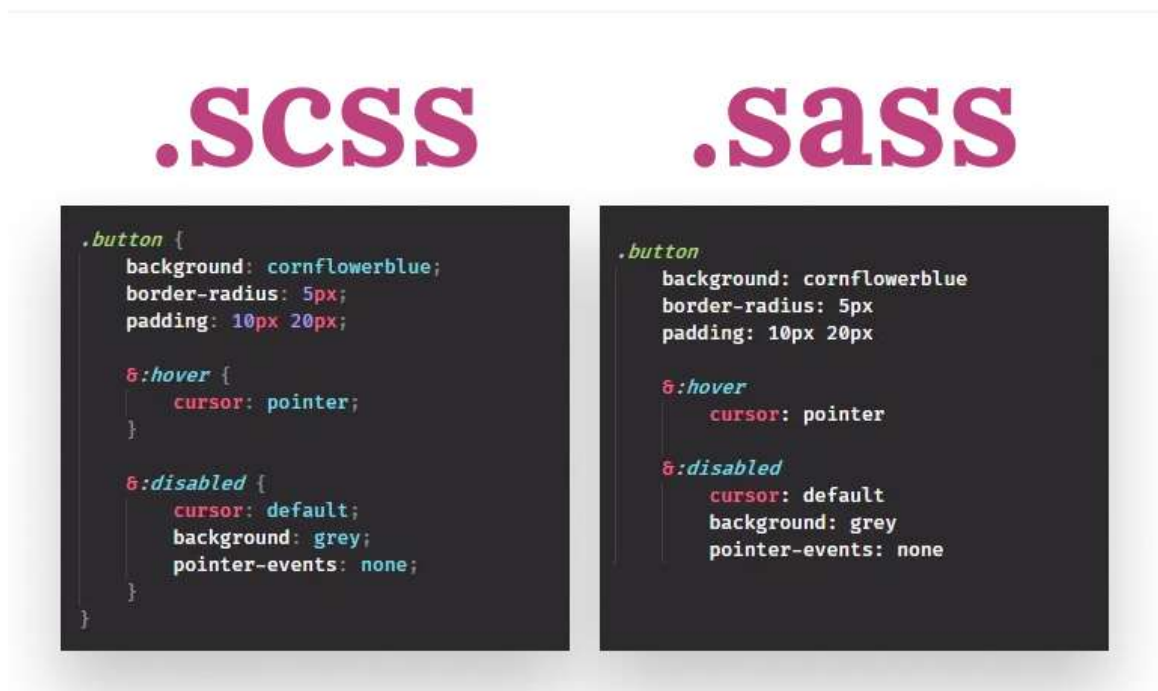 .scss
.button {
background: cornflowerblue;
border-radius: 5px;
padding: 10px 20px;
&:hover {
cursor: pointer;
}
&:disabled {
cursor: default;
background: grey;
pointer-events: none;
}
}
.sass
.button
background: cornflowerblue
border-radius: 5px
padding: 10px 20px
&:hover
cursor: pointer
&:disabled
cursor: default
background: grey
pointer-events: none